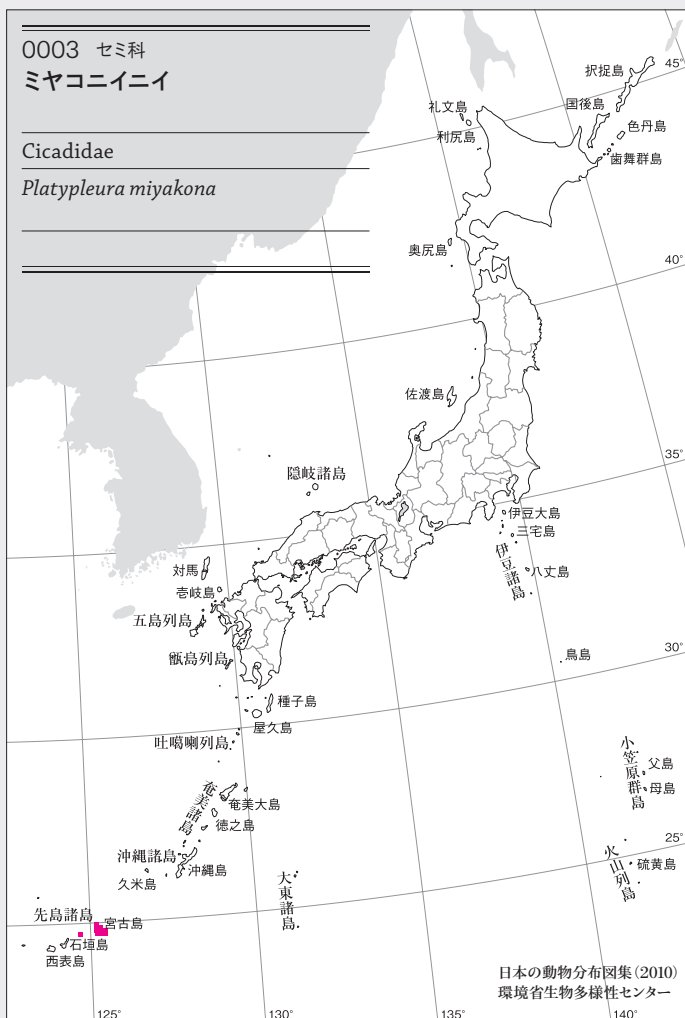 0003 セミ科
ミヤコニイニイ
Cicadidae
Platypleura miyakona
45°
択捉島
国後島
礼文島
色丹島
利尻島
歯舞群島
奥尻島
40°
佐渡島
35°
隠岐諸島
伊豆大島
三宅島
伊豆諸島
八丈島
対馬
壱岐島
五島列島
甑島列島
鳥島
30°
種子島
屋久島
吐噶喇列島
小笠原群島
父島
母島
奄美諸島
奄美大島
徳之島
25°
沖縄諸島
沖縄島
久米島
大東諸島
火山列島
硫黄島
先島諸島
宮古島
石垣島
西表島
日本の動物分布図集(2010)
環境省生物多様性センター
125°
130°
135°
140°